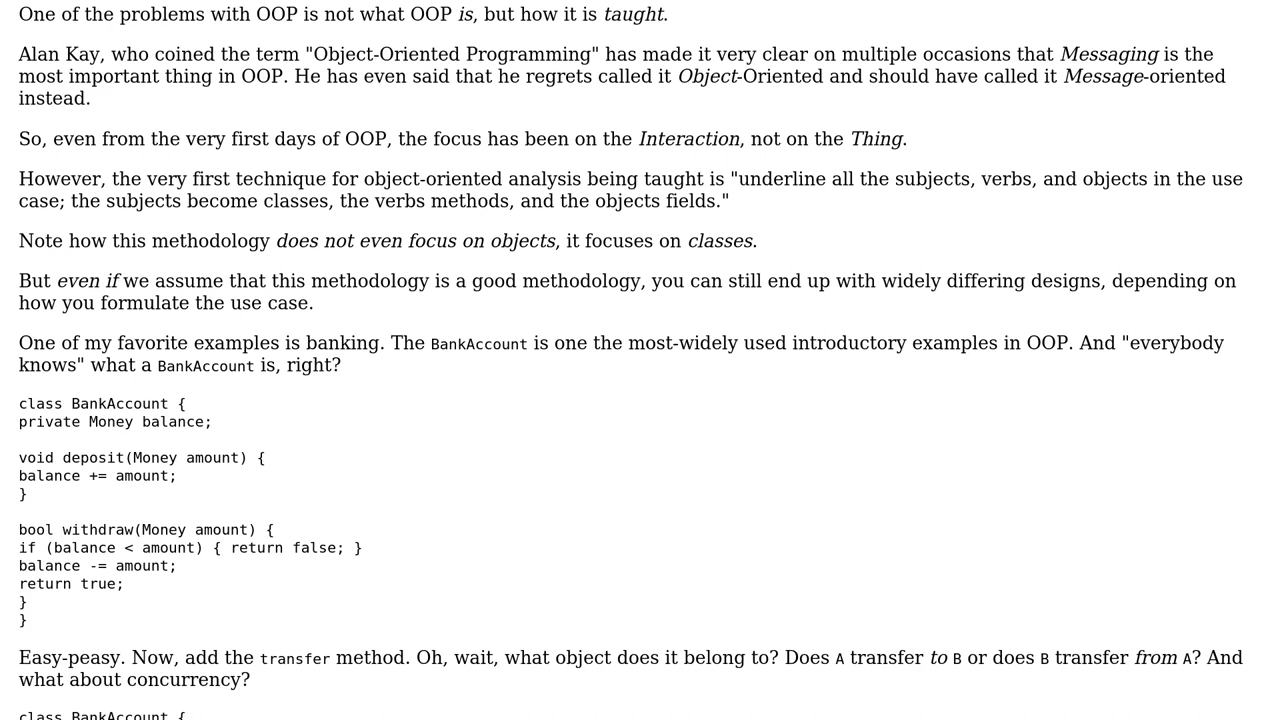 One of the problems with OOP is not what OOP is, but how it is taught.
Alan Kay, who coined the term "Object-Oriented Programming" has made it very clear on multiple occasions that Messaging is the
most important thing in OOP. He has even said that he regrets called it Object-Oriented and should have called it Message-oriented
instead.
So, even from the very first days of OOP, the focus has been on the Interaction, not on the Thing.
However, the very first technique for object-oriented analysis being taught is "underline all the subjects, verbs, and objects in the use
case; the subjects become classes, the verbs methods, and the objects fields."
Note how this methodology does not even focus on objects, it focuses on classes.
But even if we assume that this methodology is a good methodology, you can still end up with widely differing designs, depending on
how you formulate the use case.
One of my favorite examples is banking. The BankAccount is one the most-widely used introductory examples in OOP. And "everybody
knows" what a BankAccount is, right?
class BankAccount {
private Money balance;
void deposit(Money amount) {
balance += amount;
}
bool withdraw(Money amount) {
if (balance < amount) { return false; }
balance -= amount;
return true;
}
}
Easy-peasy. Now, add the transfer method. Oh, wait, what object does it belong to? Does A transfer to B or does B transfer from A? And
what about concurrency?
class BankAccount {